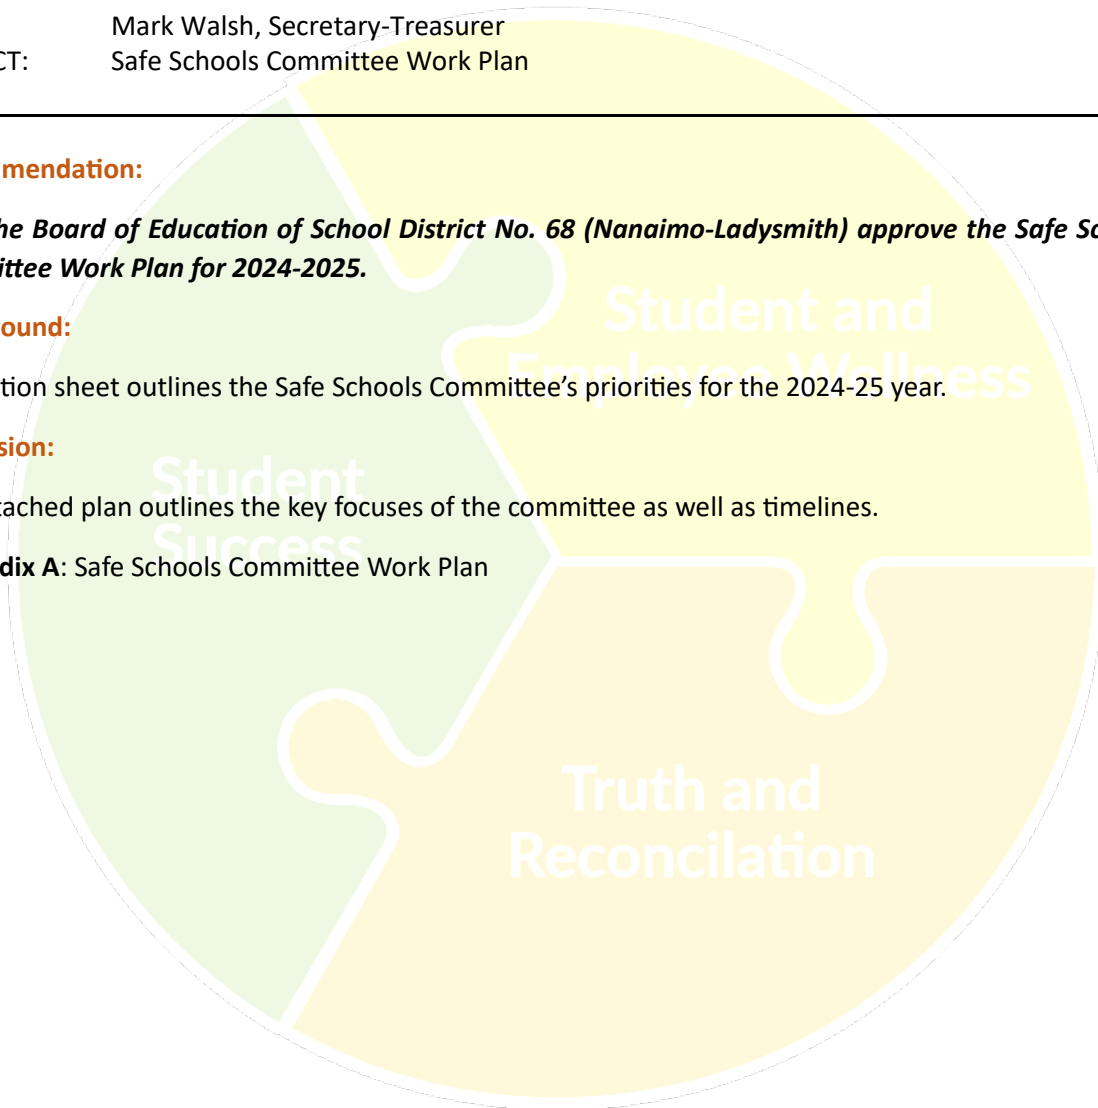 Mark Walsh, Secretary-Treasurer
CT: Safe Schools Committee Work Plan
mendation:
he Board of Education of School District No. 68 (Nanaimo-Ladysmith) approve the Safe Sc
ittee Work Plan for 2024-2025.
Student and
ound:
Employee Wellness
tion sheet outlines the Safe Schools Committee's priorities for the 2024-25 year.
sion:
Student
tached plan outlines the key focuses of the committee as well as timelines.
Success
dix A: Safe Schools Committee Work Plan
Truth and
Reconcilation